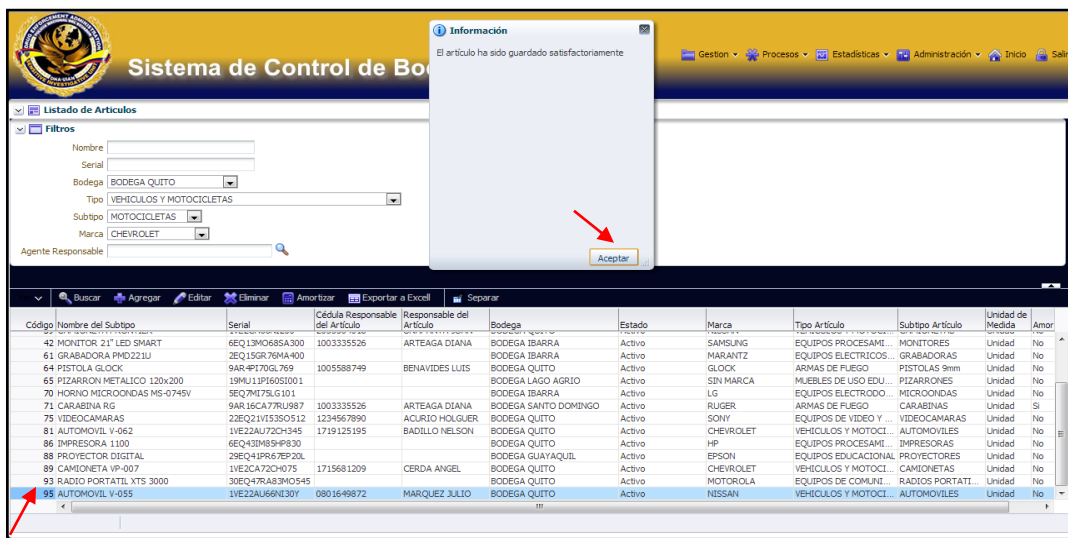 DRUG ENFORCEMENT ADMINISTRATION
Sistema de Control de Bo
Información
El artículo ha sido guardado satisfactoriamente
Aceptar
Gestion Procesos Estadísticas Administración Inicio Salir
Listado de Articulos
Filtros
Nombre
Serial
Bodega BODEGA QUITO
Tipo VEHICULOS Y MOTOCICLETAS
Subtipo MOTOCICLETAS
Marca CHEVROLET
Agente Responsable
Buscar Agregar Editar Eliminar Amortizar Exportar a Excell Separar
Código Nombre del Subtipo Serial Cédula Responsable del Artículo Responsable del Artículo Bodega Estado Marca Tipo Artículo Subtipo Artículo Unidad de Medida Amor
42 MONITOR 21" LED SMART 6EQ13MO68SA300 1003335526 ARTEAGA DIANA BODEGA IBARRA Activo SAMSUNG EQUIPOS PROCESAMI... MONITORES Unidad No
61 GRABADORA PMD221U 2EQ15GR76MA400 BODEGA IBARRA Activo MARANTZ EQUIPOS ELECTRICOS... GRABADORAS Unidad No
64 PISTOLA GLOCK 9AR4PI70GL769 1005588749 BENAVIDES LUIS BODEGA QUITO Activo GLOCK ARMAS DE FUEGO PISTOLAS 9mm Unidad No
65 PIZARRON METALICO 120x200 19MU11PI60SI001 BODEGA LAGO AGRIO Activo SIN MARCA MUEBLES DE USO EDU... PIZARRONES Unidad No
70 HORNO MICROONDAS MS-0745V 5EQ7MI75LG101 BODEGA IBARRA Activo LG EQUIPOS ELECTRODO... MICROONDAS Unidad No
71 CARABINA RG 9AR16CA77RU987 1003335526 ARTEAGA DIANA BODEGA SANTO DOMINGO Activo RUGER ARMAS DE FUEGO CARABINAS Unidad Si
75 VIDEOCAMARAS 22EQ21VI53SO512 1234567890 ACURIO HOLGUER BODEGA QUITO Activo SONY EQUIPOS DE VIDEO Y ... VIDEOCAMARAS Unidad No
81 AUTOMOVIL V-062 1VE22AU72CH345 1719125195 BADILLO NELSON BODEGA QUITO Activo CHEVROLET VEHICULOS Y MOTOCI... AUTOMOVILES Unidad No
86 IMPRESORA 1100 6EQ43IM85HP830 BODEGA QUITO Activo HP EQUIPOS PROCESAMI... IMPRESORAS Unidad No
88 PROYECTOR DIGITAL 29EQ41PR67EP20L BODEGA GUAYAQUIL Activo EPSON EQUIPOS EDUCACIONAL PROYECTORES Unidad No
89 CAMIONETA VP-007 1VE2CA72CH075 1715681209 CERDA ANGEL BODEGA QUITO Activo CHEVROLET VEHICULOS Y MOTOCI... CAMIONETAS Unidad No
93 RADIO PORTATIL XTS 3000 30EQ47RA83MO545 BODEGA QUITO Activo MOTOROLA EQUIPOS DE COMUNI... RADIOS PORTATI... Unidad No
95 AUTOMOVIL V-055 1VE22AU66NI30Y 0801649872 MARQUEZ JULIO BODEGA QUITO Activo NISSAN VEHICULOS Y MOTOCI... AUTOMOVILES Unidad No